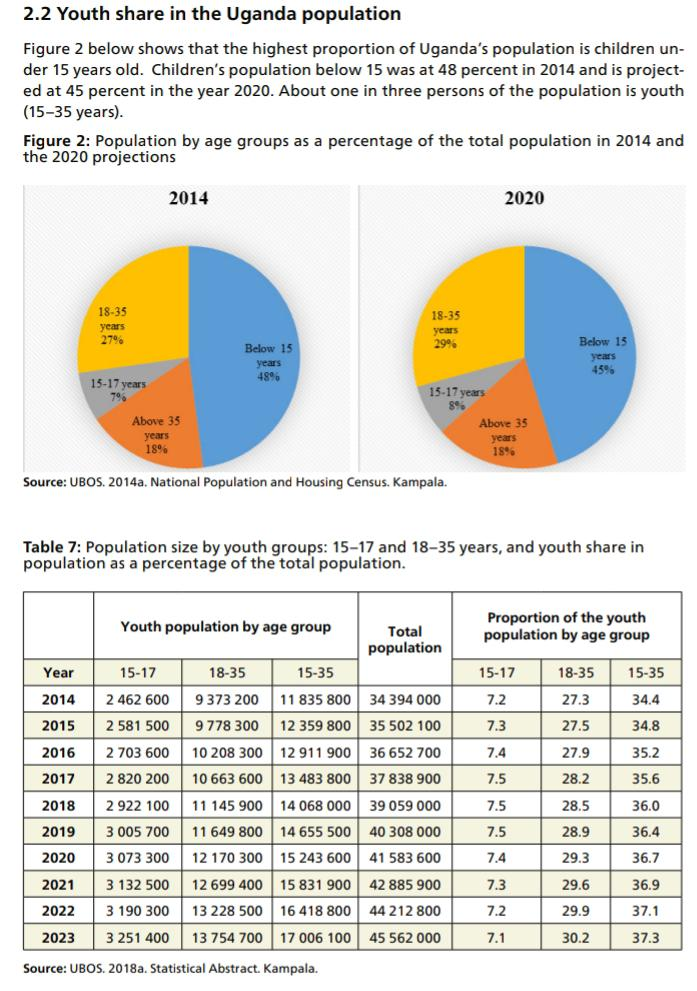 2.2 Youth share in the Uganda population
Figure 2 below shows that the highest proportion of Uganda's population is children un-
der 15 years old. Children's population below 15 was at 48 percent in 2014 and is project-
ed at 45 percent in the year 2020. About one in three persons of the population is youth
(15–35 years).
Figure 2: Population by age groups as a percentage of the total population in 2014 and
the 2020 projections
2014
18-35
years
27%
Below 15
years
48%
15-17 years
7%
Above 35
years
18%
2020
18-35
years
29%
Below 15
years
45%
15-17 years
8%
Above 35
years
18%
Source: UBOS. 2014a. National Population and Housing Census. Kampala.
Table 7: Population size by youth groups: 15–17 and 18–35 years, and youth share in
population as a percentage of the total population.
Youth population by age group
Total
population
Proportion of the youth
population by age group
Year 15-17 18-35 15-35 15-17 18-35 15-35
2014 2 462 600 9 373 200 11 835 800 34 394 000 7.2 27.3 34.4
2015 2 581 500 9 778 300 12 359 800 35 502 100 7.3 27.5 34.8
2016 2 703 600 10 208 300 12 911 900 36 652 700 7.4 27.9 35.2
2017 2 820 200 10 663 600 13 483 800 37 838 900 7.5 28.2 35.6
2018 2 922 100 11 145 900 14 068 000 39 059 000 7.5 28.5 36.0
2019 3 005 700 11 649 800 14 655 500 40 308 000 7.5 28.9 36.4
2020 3 073 300 12 170 300 15 243 600 41 583 600 7.4 29.3 36.7
2021 3 132 500 12 699 400 15 831 900 42 885 900 7.3 29.6 36.9
2022 3 190 300 13 228 500 16 418 800 44 212 800 7.2 29.9 37.1
2023 3 251 400 13 754 700 17 006 100 45 562 000 7.1 30.2 37.3
Source: UBOS. 2018a. Statistical Abstract. Kampala.